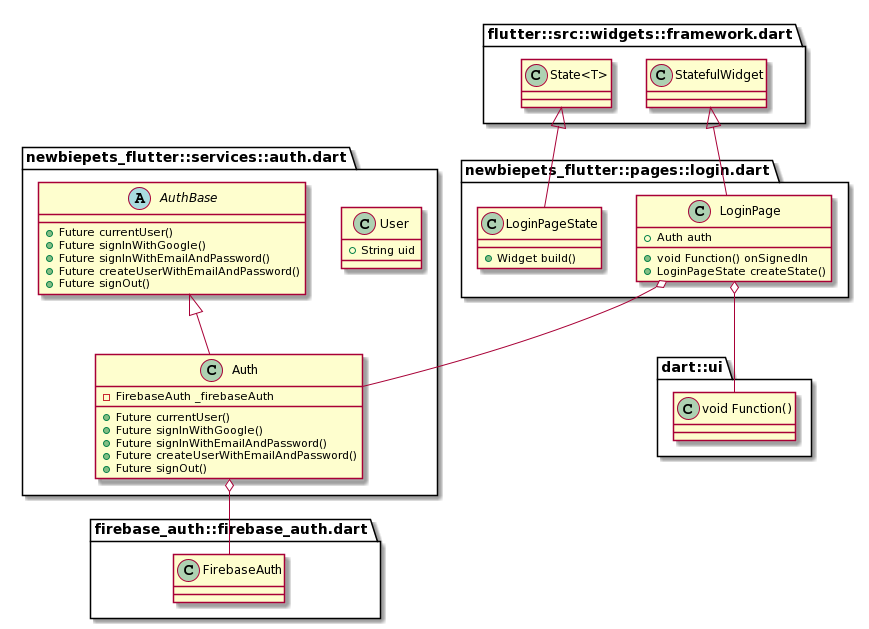 flutter::src::widgets::framework.dart
C State<T>
C StatefulWidget
newbiepets_flutter::services::auth.dart
A AuthBase
Future currentUser()
Future signInWithGoogle()
Future signInWithEmailAndPassword()
Future createUserWithEmailAndPassword()
Future signOut()
C User
String uid
newbiepets_flutter::pages::login.dart
C LoginPageState
Widget build()
C LoginPage
Auth auth
void Function() onSignedIn
LoginPageState createState()
C Auth
FirebaseAuth _firebaseAuth
Future currentUser()
Future signInWithGoogle()
Future signInWithEmailAndPassword()
Future createUserWithEmailAndPassword()
Future signOut()
dart::ui
C void Function()
firebase_auth::firebase_auth.dart
C FirebaseAuth